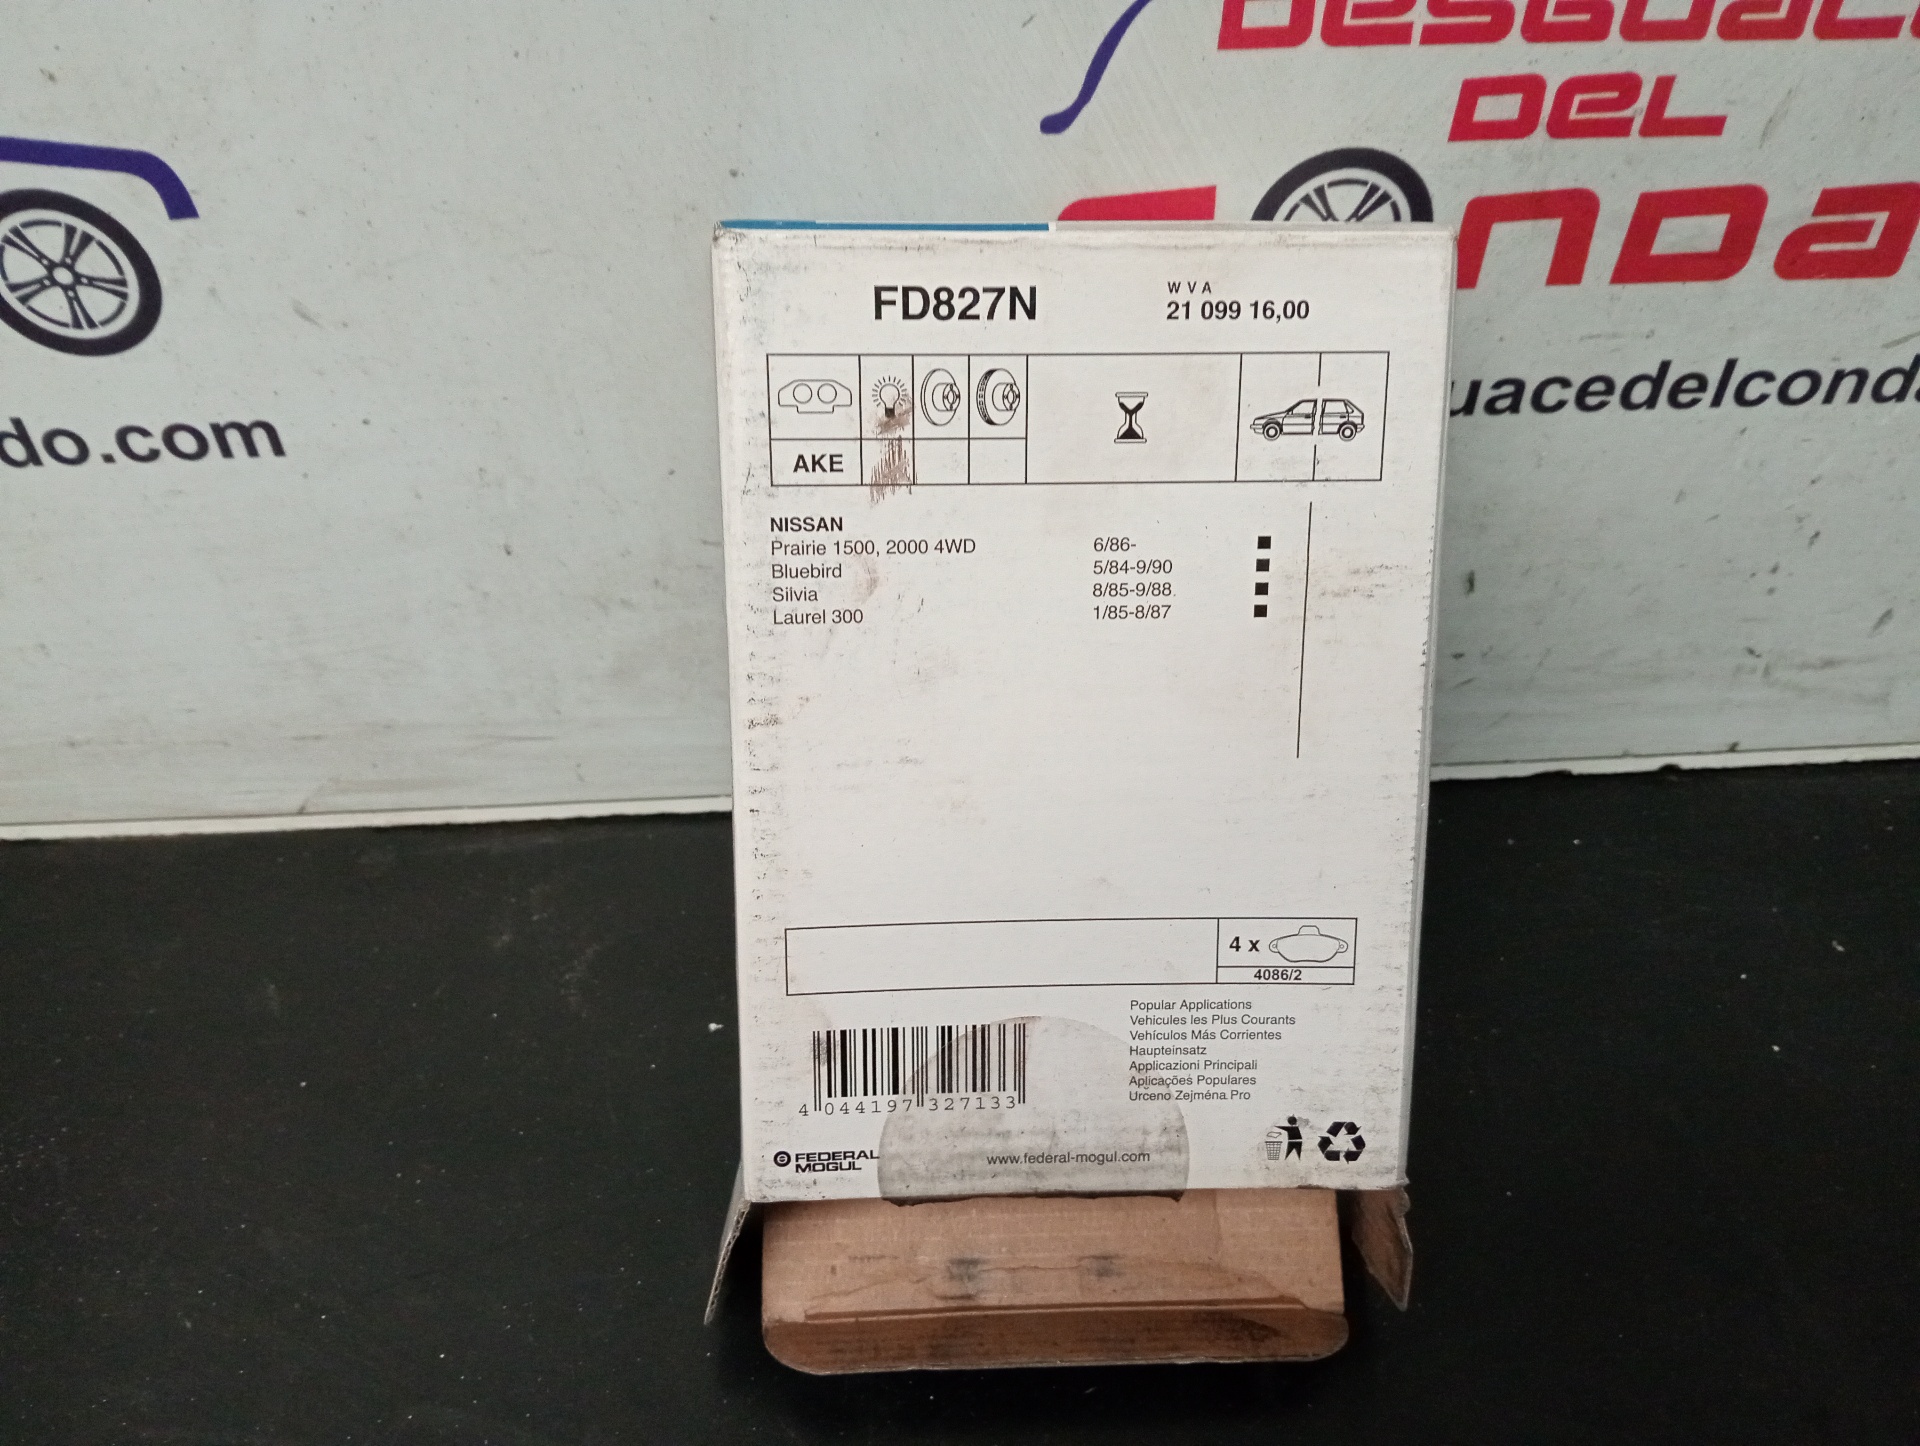 DESGUAC
DEL
NDA
do.com
uacedelcond
FD827N
WVA
21 099 16,00
AKE
NISSAN
Prairie 1500, 2000 4WD 6/86-
Bluebird 5/84-9/90
Silvia 8/85-9/88
Laurel 300 1/85-8/87
4 x
4086/2
Popular Applications
Vehicules les Plus Courants
Vehículos Más Corrientes
Haupteinsatz
Applicazioni Principali
Aplicações Populares
Urceno Zejména Pro
4 044197 327133
FEDERAL
MOGUL
www.federal-mogul.com